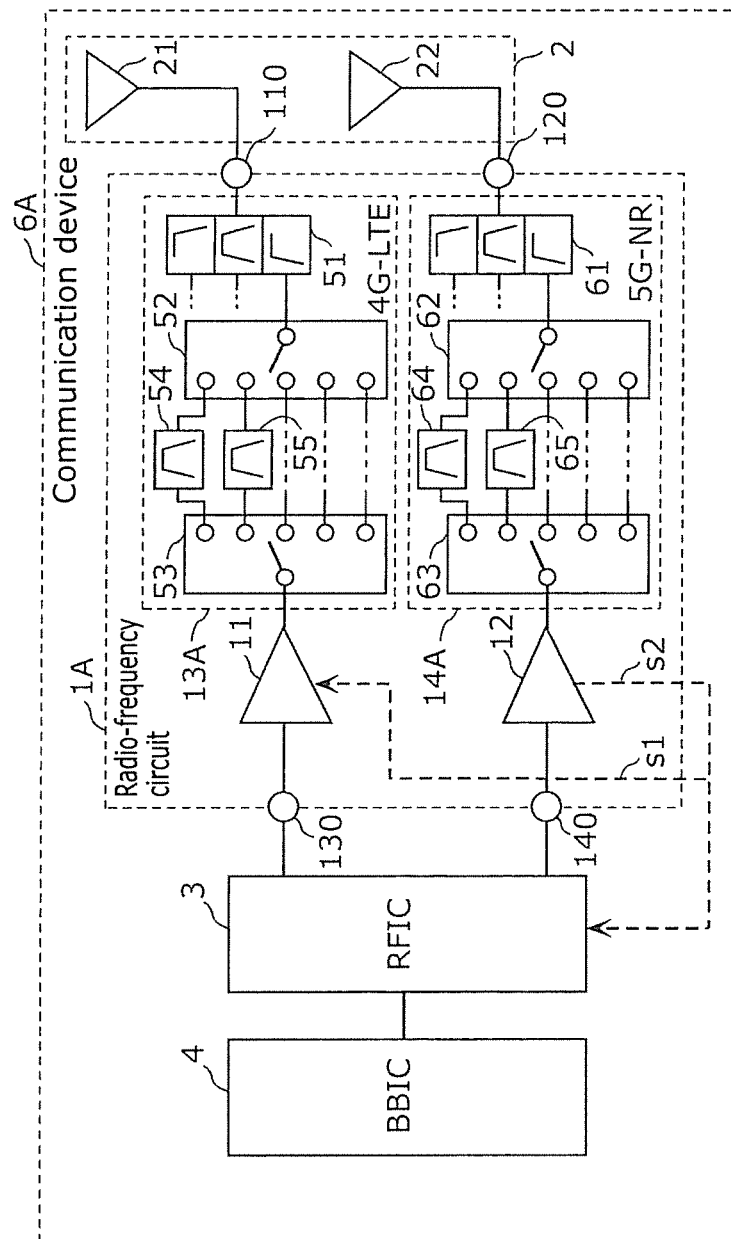 6A
Communication device
1A
Radio-frequency
circuit
21
22
2
110
120
51
4G-LTE
52
54
55
53
13A
11
61
5G-NR
62
64
65
63
14A
12
s2
s1
130
140
3
RFIC
4
BBIC